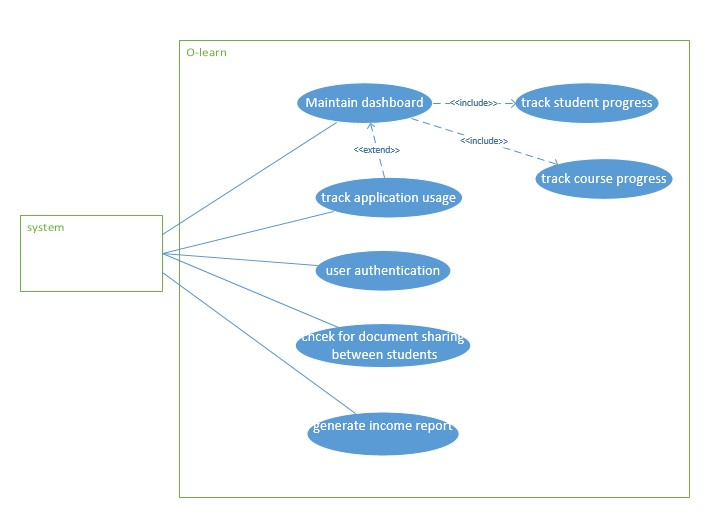 O-learn
Maintain dashboard
<<include>>
track student progress
<<include>>
<<extend>>
track course progress
track application usage
system
user authentication
chcek for document sharing
between students
generate income report